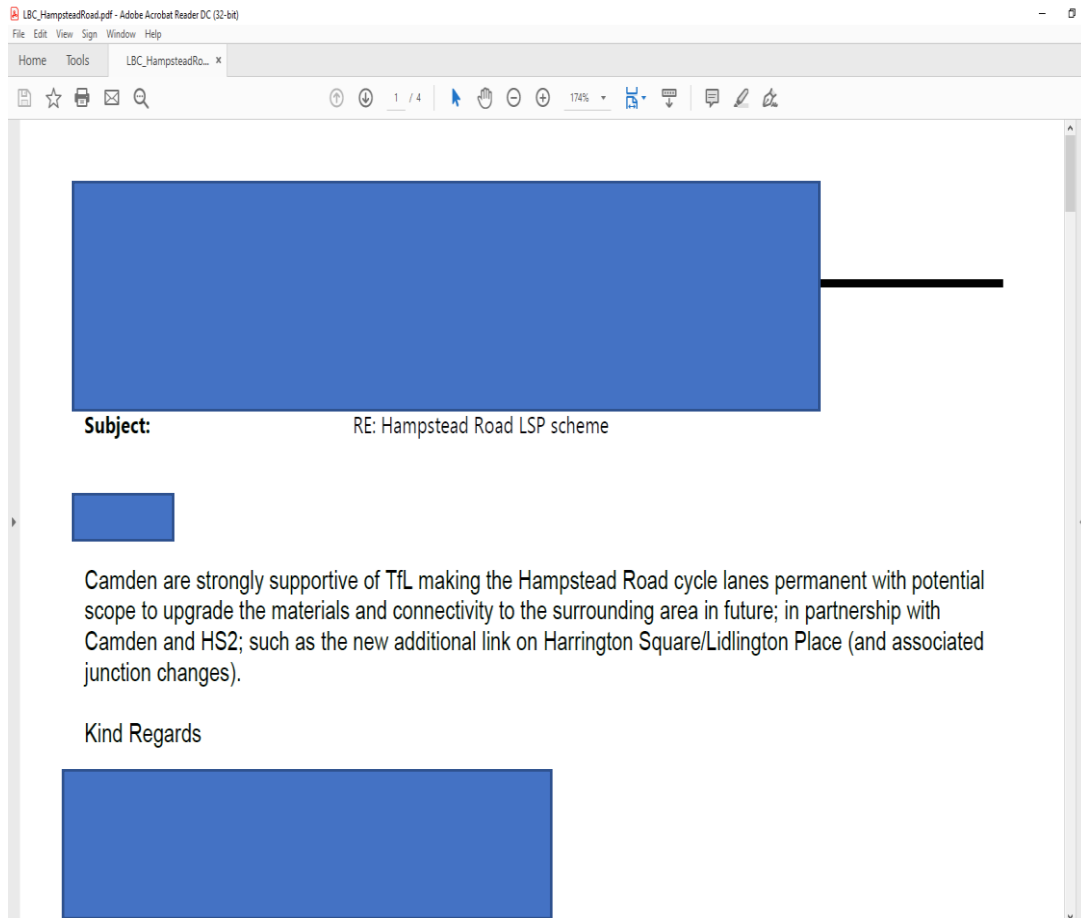 LBC_HampsteadRoad.pdf - Adobe Acrobat Reader DC (32-bit)
File Edit View Sign Window Help
Home Tools LBC_HampsteadRo... x
1 / 4 174%
Subject: RE: Hampstead Road LSP scheme
Camden are strongly supportive of TfL making the Hampstead Road cycle lanes permanent with potential
scope to upgrade the materials and connectivity to the surrounding area in future; in partnership with
Camden and HS2; such as the new additional link on Harrington Square/Lidlington Place (and associated
junction changes).
Kind Regards